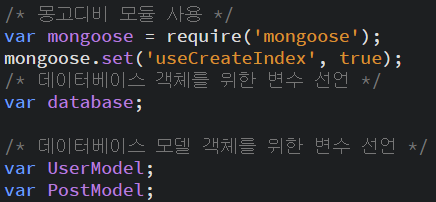 /* 몽고디비 모듈 사용 */
var mongoose = require('mongoose');
mongoose.set('useCreateIndex', true);
/* 데이터베이스 객체를 위한 변수 선언 */
var database;
/* 데이터베이스 모델 객체를 위한 변수 선언 */
var UserModel;
var PostModel;